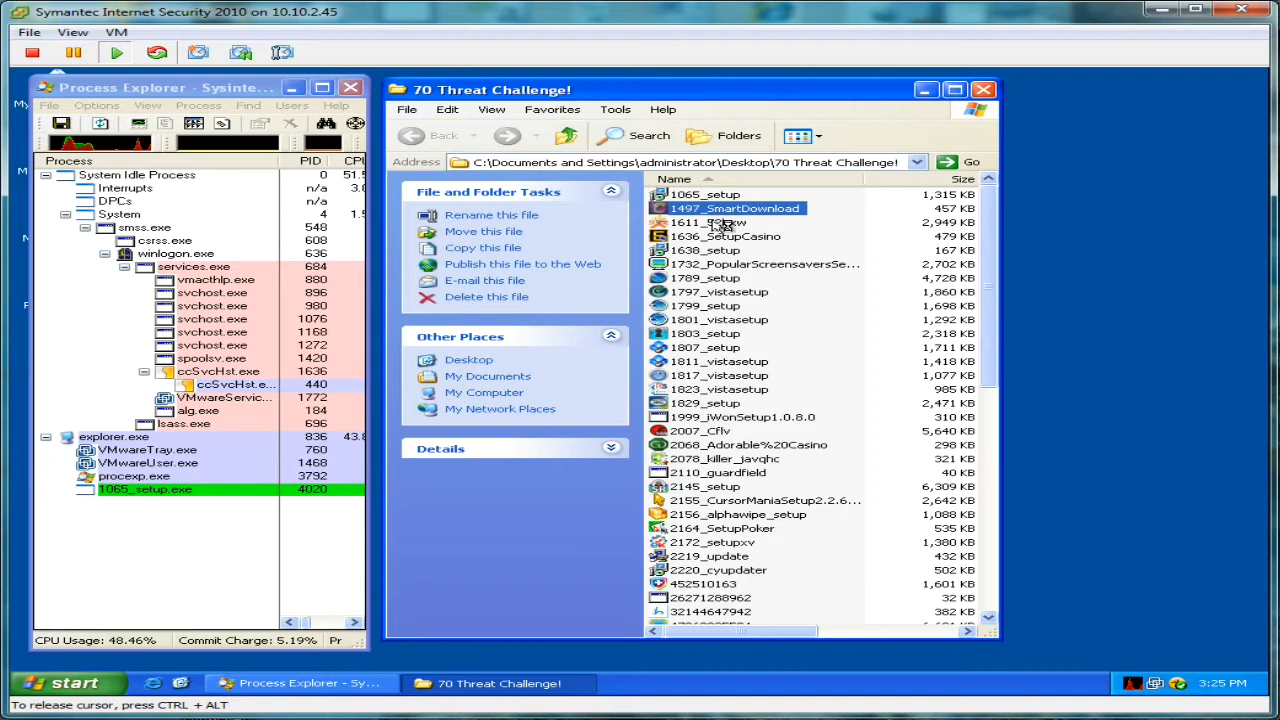 Symantec Internet Security 2010 on 10.10.2.45
File View VM
Process Explorer - Sysinte...
File Options View Process Find Users Help
Process PID CPU
System Idle Process 0 51.5
Interrupts n/a 3.0
DPCs n/a
System 4 1.5
smss.exe 548
csrss.exe 608
winlogon.exe 636
services.exe 684
vmacthlp.exe 880
svchost.exe 900
svchost.exe 980
svchost.exe 1076
svchost.exe 1168
svchost.exe 1272
spoolsv.exe 1420
ccSvcHst.exe 1636
ccSvcHst.e... 440
VMwareServic... 1772
alg.exe 184
lsass.exe 696
explorer.exe 836 43.8
VMwareTray.exe 760
VMwareUser.exe 1468
procexp.exe 3792
1065_setup.exe 4020
CPU Usage: 48.46% Commit Charge: 5.19% Pr
70 Threat Challenge!
File Edit View Favorites Tools Help
Back Search Folders
Address C:\Documents and Settings\administrator\Desktop\70 Threat Challenge! Go
File and Folder Tasks
Rename this file
Move this file
Copy this file
Publish this file to the Web
E-mail this file
Delete this file
Other Places
Desktop
My Documents
My Computer
My Network Places
Details
Name Size
1065_setup 1,315 KB
1497_SmartDownload 457 KB
2,949 KB
1636_SetupCasino 479 KB
1638_setup 167 KB
1732_PopularScreensaversSe... 2,702 KB
1789_setup 4,728 KB
1797_vistasetup 1,860 KB
1799_setup 1,698 KB
1801_vistasetup 1,292 KB
1803_setup 2,318 KB
1807_setup 1,711 KB
1811_vistasetup 1,418 KB
1817_vistasetup 1,077 KB
1823_vistasetup 985 KB
1829_setup 2,471 KB
1999_iWonSetup1.0.8.0 310 KB
2007_Cflv 5,640 KB
2068_Adorable%20Casino 298 KB
2078_killer_javqhc 321 KB
2110_guardfield 40 KB
2145_setup 6,309 KB
2155_CursorManiaSetup2.2.6... 2,642 KB
2156_alphawipe_setup 1,088 KB
2164_SetupPoker 535 KB
2172_setupxv 1,380 KB
2219_update 432 KB
2220_cyupdater 502 KB
452510163 1,601 KB
26271288962 32 KB
32144647942 382 KB
start Process Explorer - Sy... 70 Threat Challenge! 3:25 PM
To release cursor, press CTRL + ALT